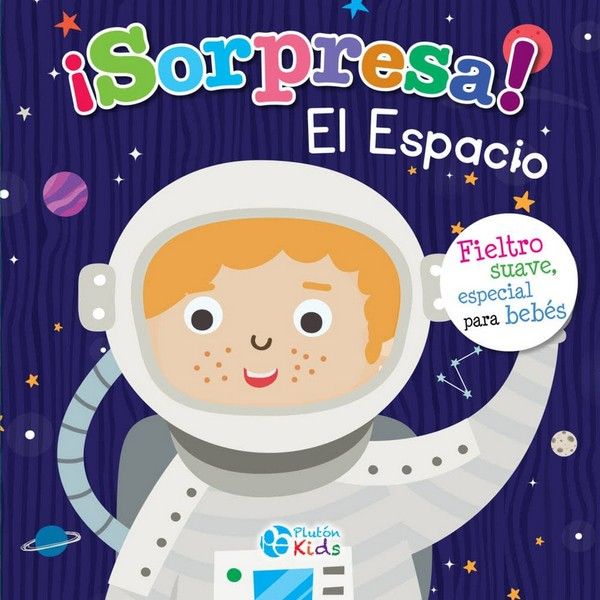 ¡Sorpresa!
El Espacio
Fieltro
suave,
especial
para bebés
Plutón
Kids